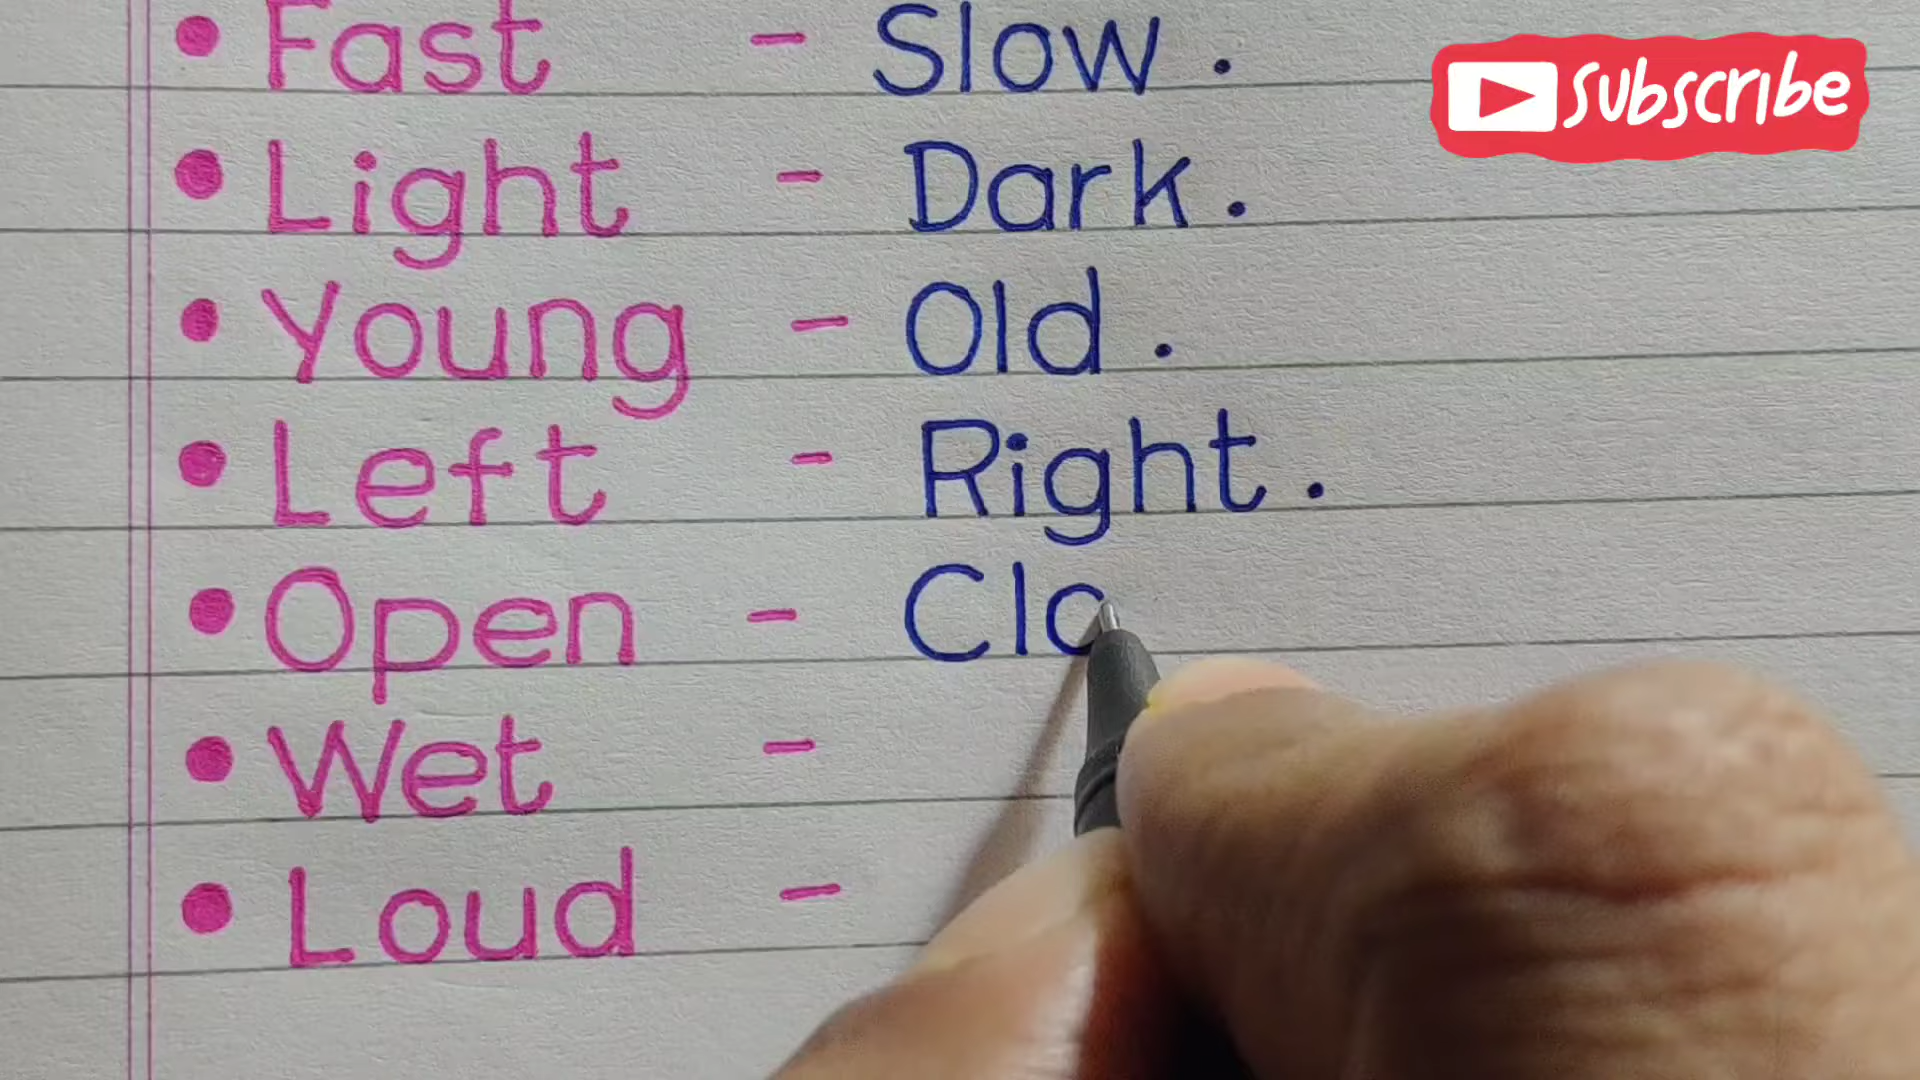 • Fast - Slow .
Subscribe
• Light - Dark .
• Young - Old .
• Left - Right .
• Open - Clo
• Wet -
• Loud -